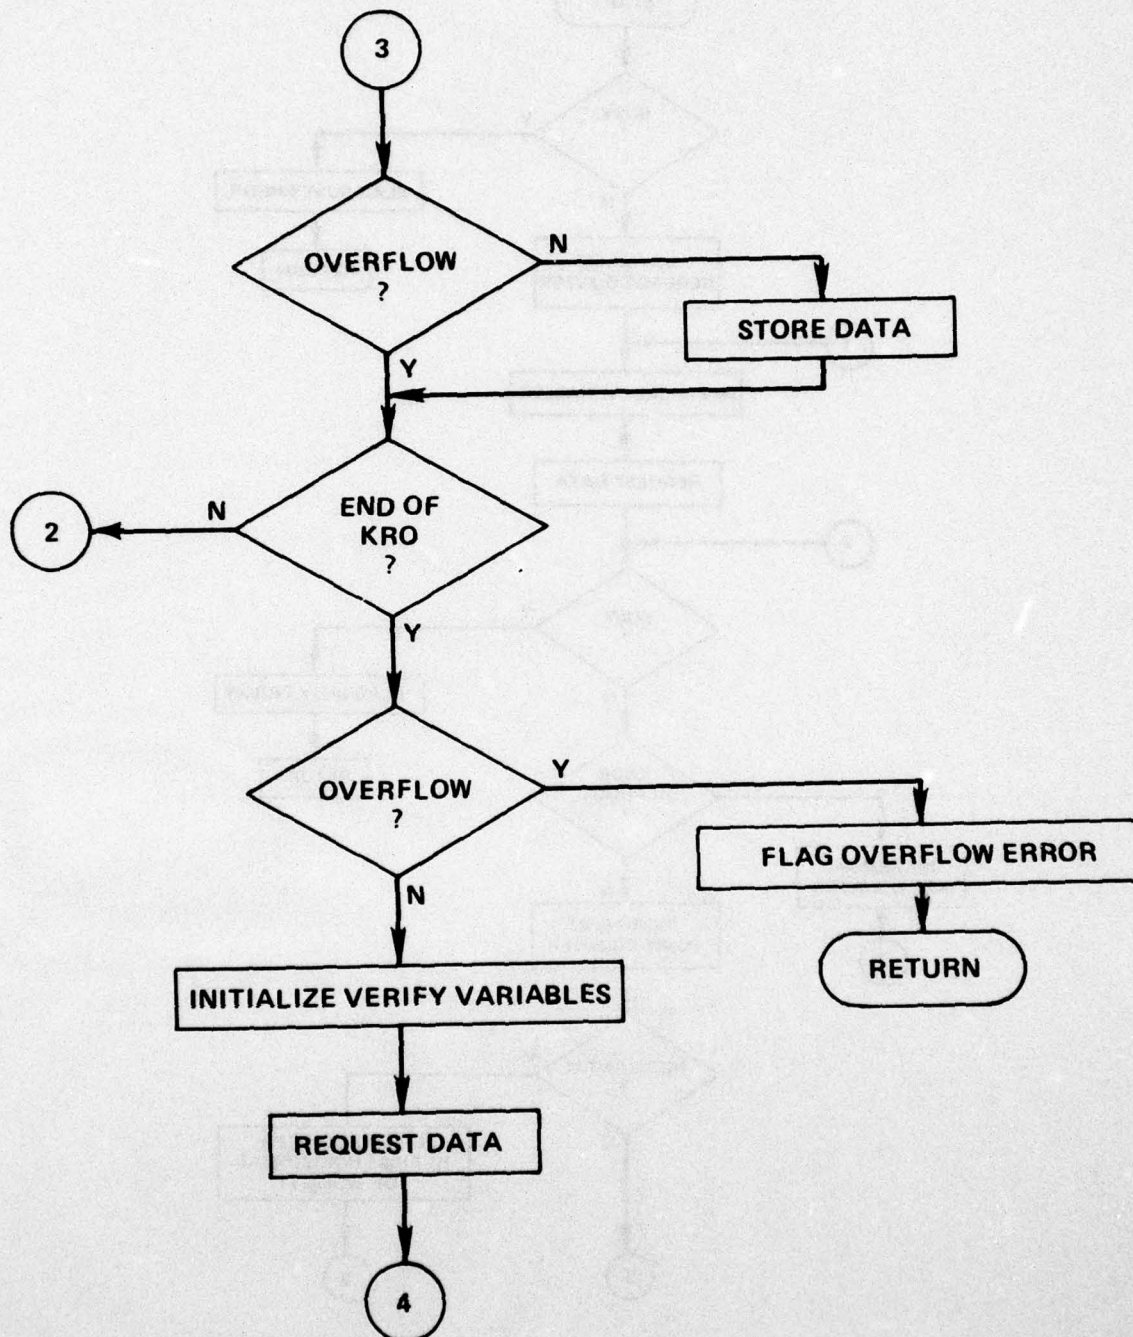 3
OVERFLOW
?
N
STORE DATA
Y
END OF
KRO
?
N
2
Y
OVERFLOW
?
Y
FLAG OVERFLOW ERROR
N
RETURN
INITIALIZE VERIFY VARIABLES
REQUEST DATA
4